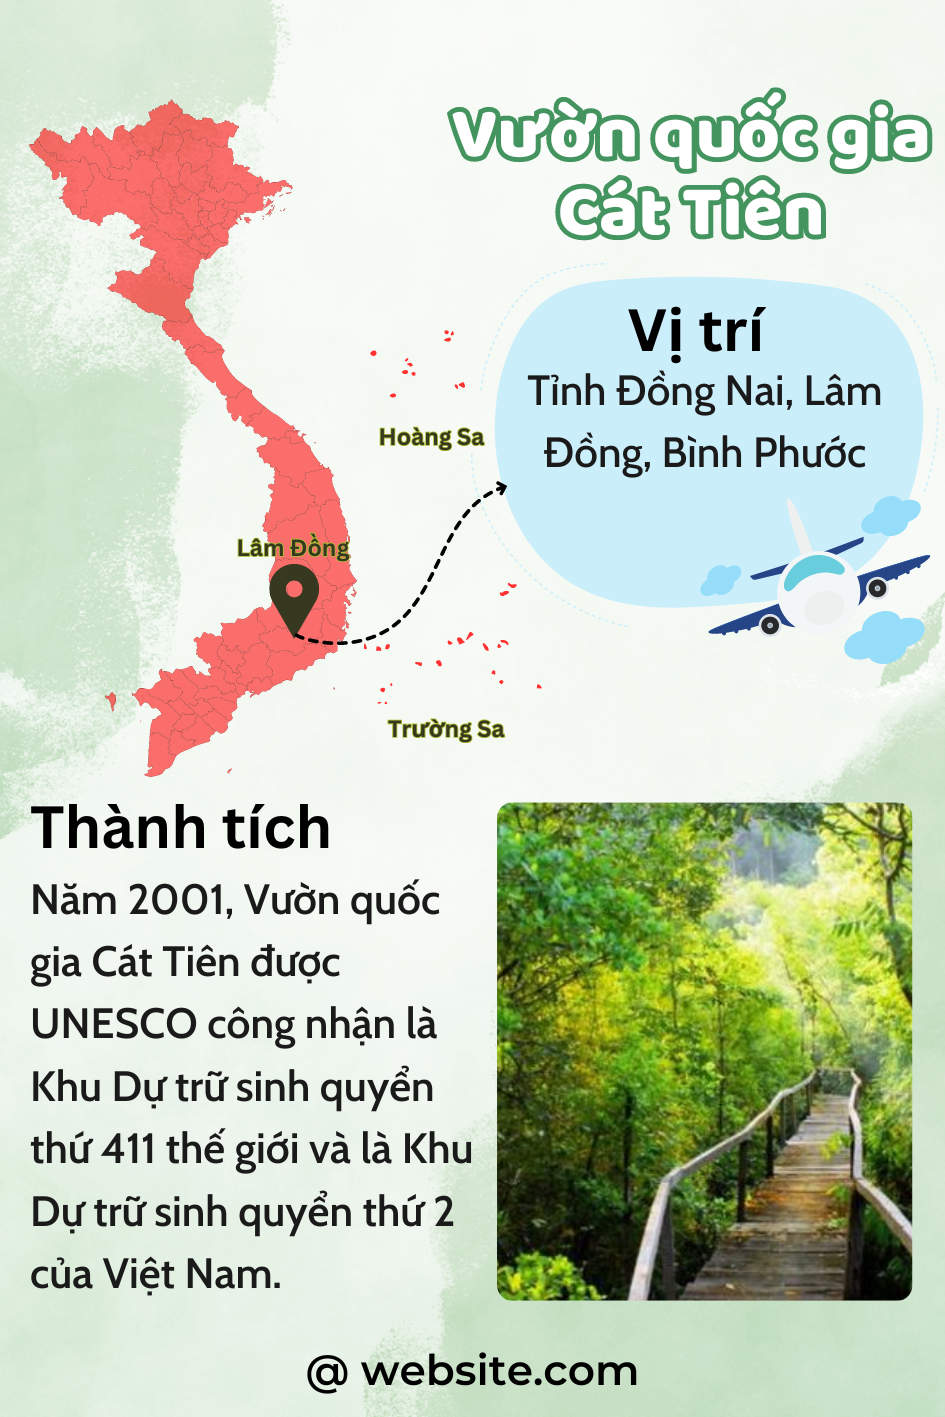 Vườn quốc gia
Cát Tiên
Vị trí
Tỉnh Đồng Nai, Lâm
Đồng, Bình Phước
Hoàng Sa
Lâm Đồng
Trường Sa
Thành tích
Năm 2001, Vườn quốc
gia Cát Tiên được
UNESCO công nhận là
Khu Dự trữ sinh quyển
thứ 411 thế giới và là Khu
Dự trữ sinh quyển thứ 2
của Việt Nam.
@ website.com